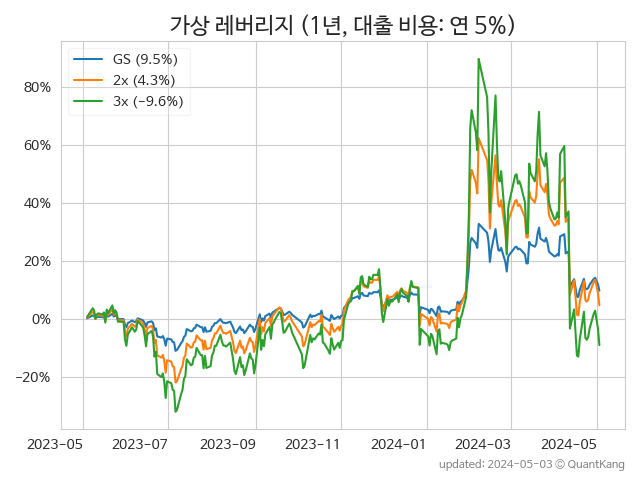 가상 레버리지 (1년, 대출 비용: 연 5%)
GS (9.5%)
2x (4.3%)
3x (−9.6%)
80%
60%
40%
20%
0%
−20%
2023-05 2023-07 2023-09 2023-11 2024-01 2024-03 2024-05
updated: 2024-05-03 © QuantKang